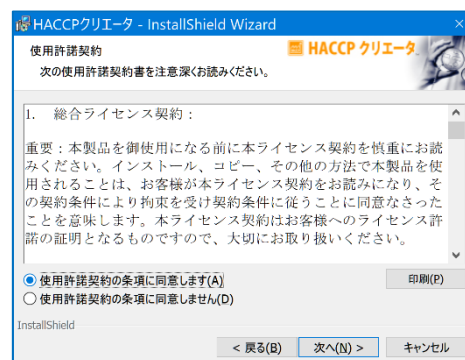 HACCPクリエータ - InstallShield Wizard
使用許諾契約
次の使用許諾契約書を注意深くお読みください。
HACCP クリエータ
1. 総合ライセンス契約：
重要：本製品を御使用になる前に本ライセンス契約を慎重にお読
みください。インストール、コピー、その他の方法で本製品を使
用されることは、お客様が本ライセンス契約をお読みになり、そ
の契約条件により拘束を受け契約条件に従うことに同意なさった
ことを意味します。本ライセンス契約はお客様へのライセンス許
諾の証明となるものですので、大切にお取り扱いください。
使用許諾契約の条項に同意します(A)
印刷(P)
使用許諾契約の条項に同意しません(D)
InstallShield
< 戻る(B)
次へ(N) >
キャンセル